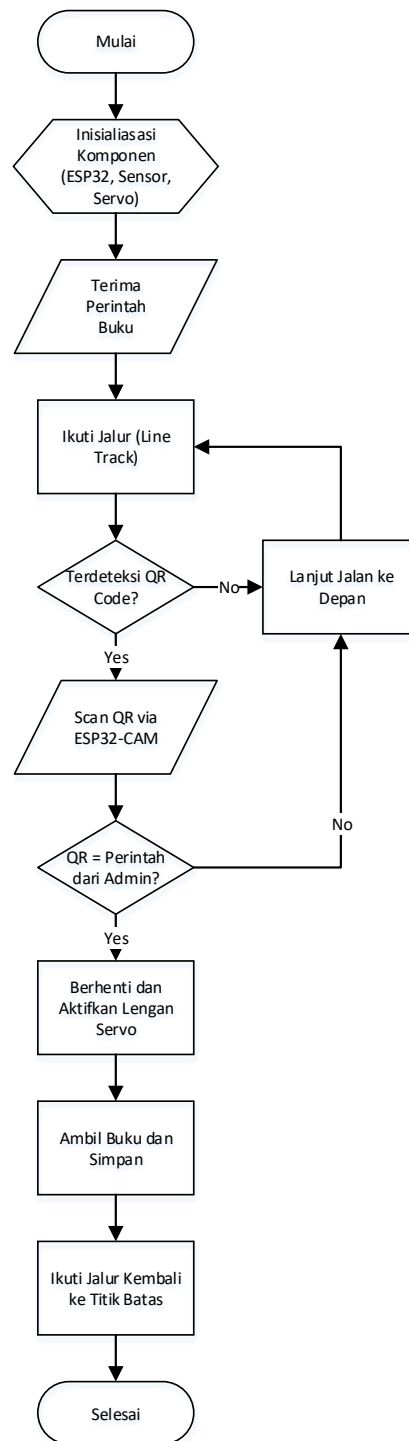 Mulai
Inisialiasasi
Komponen
(ESP32, Sensor,
Servo)
Terima
Perintah
Buku
Ikuti Jalur (Line
Track)
Terdeteksi QR
Code?
No
Lanjut Jalan ke
Depan
Yes
Scan QR via
ESP32-CAM
No
QR = Perintah
dari Admin?
Yes
Berhenti dan
Aktifkan Lengan
Servo
Ambil Buku dan
Simpan
Ikuti Jalur Kembali
ke Titik Batas
Selesai